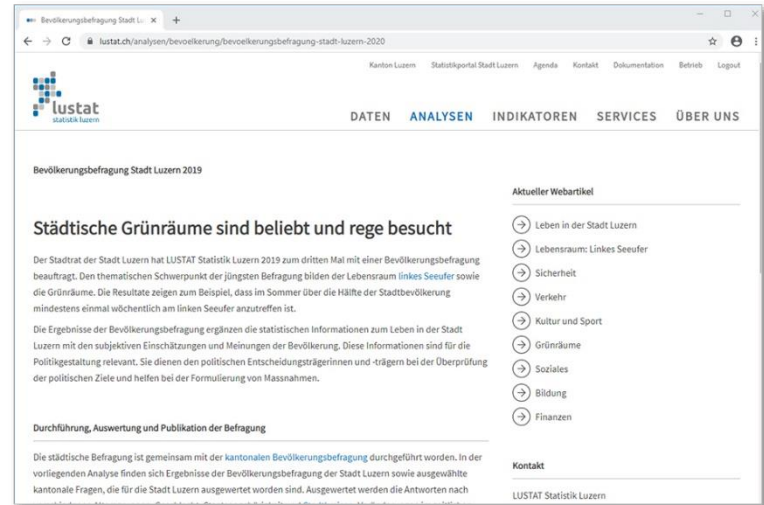 Bevölkerungsbefragung Stadt Lu
lustat.ch/analysen/bevoelkerung/bevoelkerungsbefragung-stadt-luzern-2020
Kanton Luzern Statistikportal Stadt Luzern Agenda Kontakt Dokumentation Betrieb Logout
lustat
statistik luzern
DATEN ANALYSEN INDIKATOREN SERVICES ÜBER UNS
Bevölkerungsbefragung Stadt Luzern 2019
Städtische Grünräume sind beliebt und rege besucht
Der Stadtrat der Stadt Luzern hat LUSTAT Statistik Luzern 2019 zum dritten Mal mit einer Bevölkerungsbefragung
beauftragt. Den thematischen Schwerpunkt der jüngsten Befragung bilden der Lebensraum linkes Seeufer sowie
die Grünräume. Die Resultate zeigen zum Beispiel, dass im Sommer über die Hälfte der Stadtbevölkerung
mindestens einmal wöchentlich am linken Seeufer anzutreffen ist.
Die Ergebnisse der Bevölkerungsbefragung ergänzen die statistischen Informationen zum Leben in der Stadt
Luzern mit den subjektiven Einschätzungen und Meinungen der Bevölkerung. Diese Informationen sind für die
Politikgestaltung relevant. Sie dienen den politischen Entscheidungsträgerinnen und -trägern bei der Überprüfung
der politischen Ziele und helfen bei der Formulierung von Massnahmen.
Durchführung, Auswertung und Publikation der Befragung
Die städtische Befragung ist gemeinsam mit der kantonalen Bevölkerungsbefragung durchgeführt worden. In der
vorliegenden Analyse finden sich Ergebnisse der Bevölkerungsbefragung der Stadt Luzern sowie ausgewählte
kantonale Fragen, die für die Stadt Luzern ausgewertet worden sind. Ausgewertet werden die Antworten nach
Aktueller Webartikel
Leben in der Stadt Luzern
Lebensraum: Linkes Seeufer
Sicherheit
Verkehr
Kultur und Sport
Grünräume
Soziales
Bildung
Finanzen
Kontakt
LUSTAT Statistik Luzern